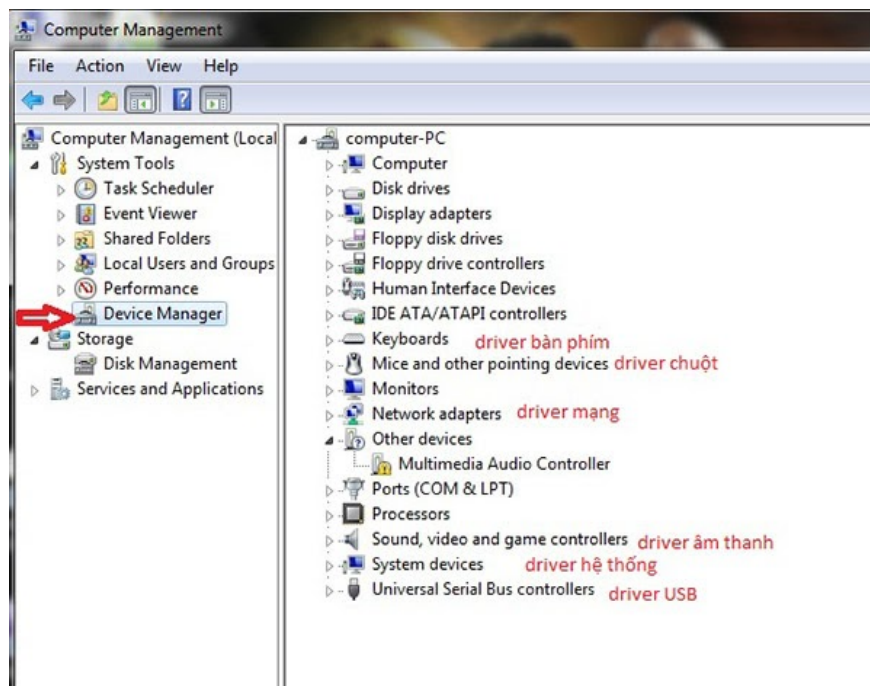 Computer Management
File Action View Help
Computer Management (Local
System Tools
Task Scheduler
Event Viewer
Shared Folders
Local Users and Groups
Performance
Device Manager
Storage
Disk Management
Services and Applications
computer-PC
Computer
Disk drives
Display adapters
Floppy disk drives
Floppy drive controllers
Human Interface Devices
IDE ATA/ATAPI controllers
Keyboards driver bàn phím
Mice and other pointing devices driver chuột
Monitors
Network adapters driver mạng
Other devices
Multimedia Audio Controller
Ports (COM & LPT)
Processors
Sound, video and game controllers driver âm thanh
System devices driver hệ thống
Universal Serial Bus controllers driver USB